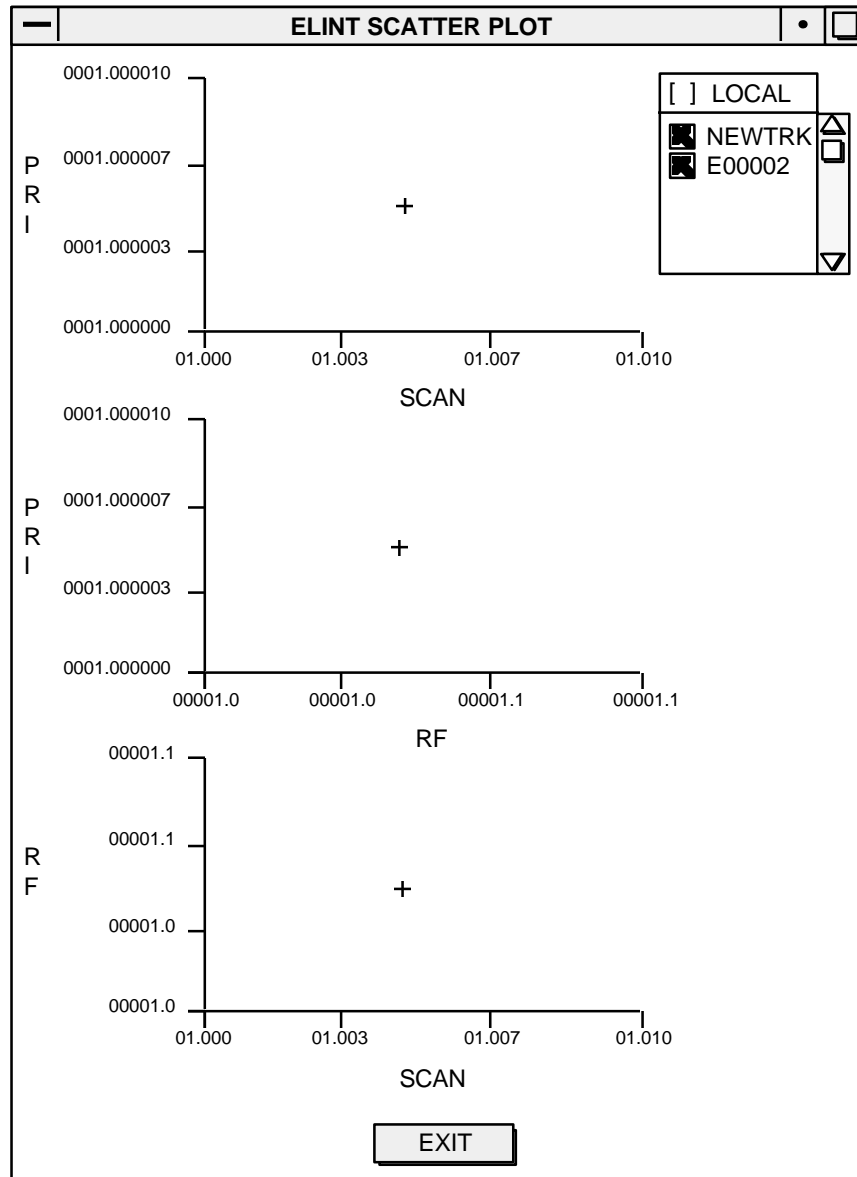 ELINT SCATTER PLOT
0001.000010
[ ] LOCAL
NEWTRK
E00002
P
R
I
0001.000007
0001.000003
0001.000000
01.000 01.003 01.007 01.010
SCAN
0001.000010
P
R
I
0001.000007
0001.000003
0001.000000
00001.0 00001.0 00001.1 00001.1
RF
00001.1
00001.1
R
F
00001.0
00001.0
01.000 01.003 01.007 01.010
SCAN
EXIT